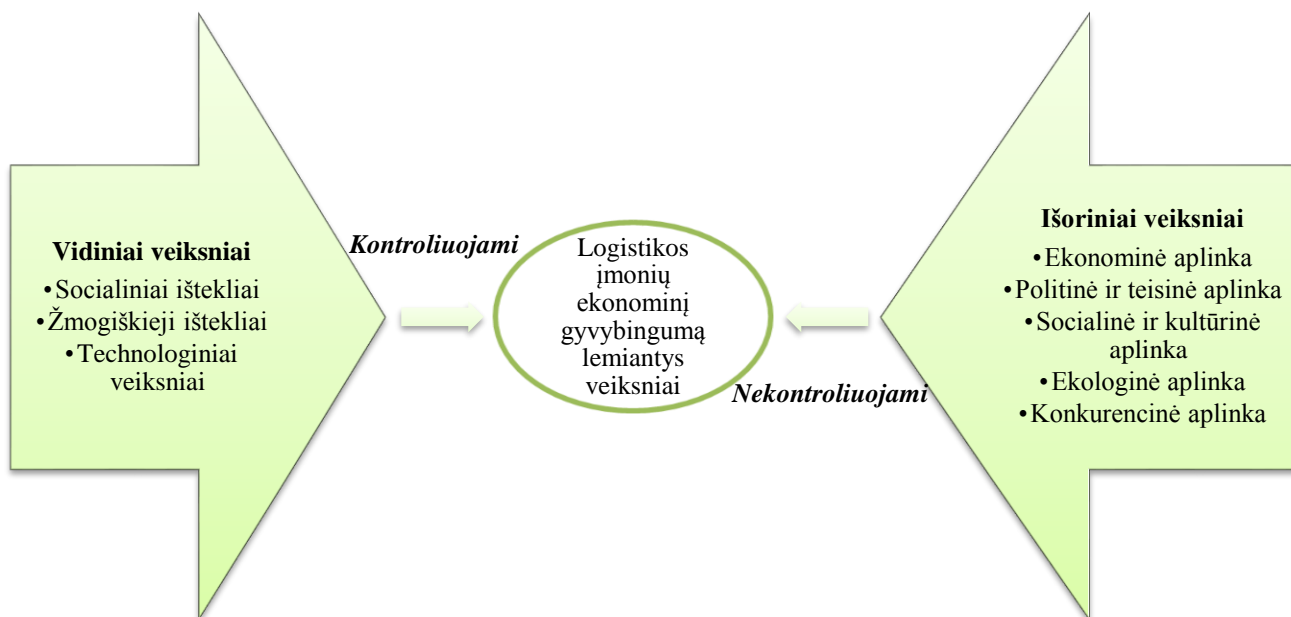 Vidiniai veiksniai
•Socialiniai ištekliai
•Žmogiškieji ištekliai
•Technologiniai
veiksniai
Kontroliuojami
Logistikos
įmonių
ekonominį
gyvybingumą
lemiantys
veiksniai
Nekontroliuojami
Išoriniai veiksniai
•Ekonominė aplinka
•Politinė ir teisinė aplinka
•Socialinė ir kultūrinė
aplinka
•Ekologinė aplinka
•Konkurencinė aplinka